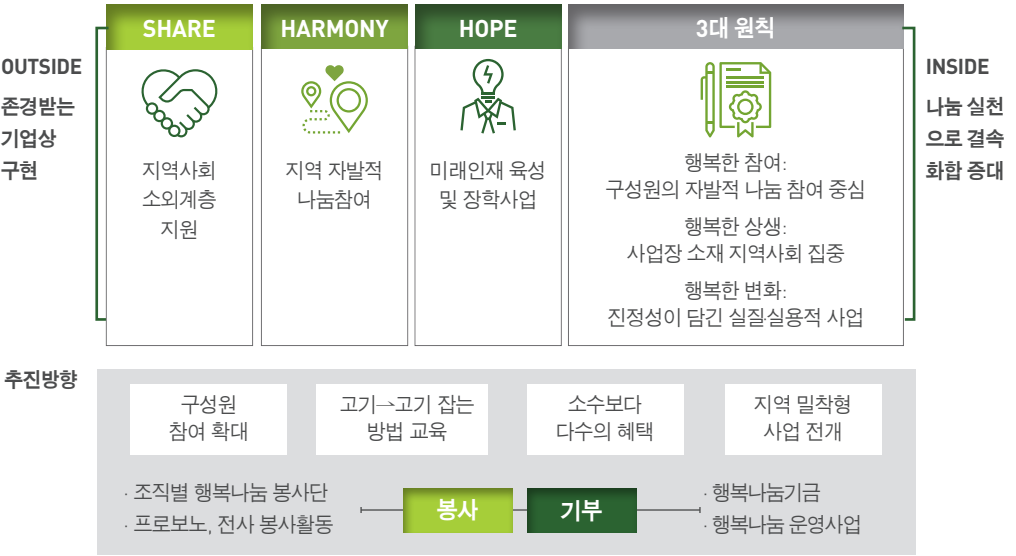 SHARE
HARMONY
HOPE
3대 원칙
OUTSIDE
존경받는
기업상
구현
지역사회
소외계층
지원
지역 자발적
나눔참여
미래인재 육성
및 장학사업
행복한 참여:
구성원의 자발적 나눔 참여 중심
행복한 상생:
사업장 소재 지역사회 집중
행복한 변화:
진정성이 담긴 실질·실용적 사업
INSIDE
나눔 실천
으로 결속
화합 증대
추진방향
구성원
참여 확대
고기→고기 잡는
방법 교육
소수보다
다수의 혜택
지역 밀착형
사업 전개
· 조직별 행복나눔 봉사단
· 프로보노, 전사 봉사활동
봉사
기부
· 행복나눔기금
· 행복나눔 운영사업